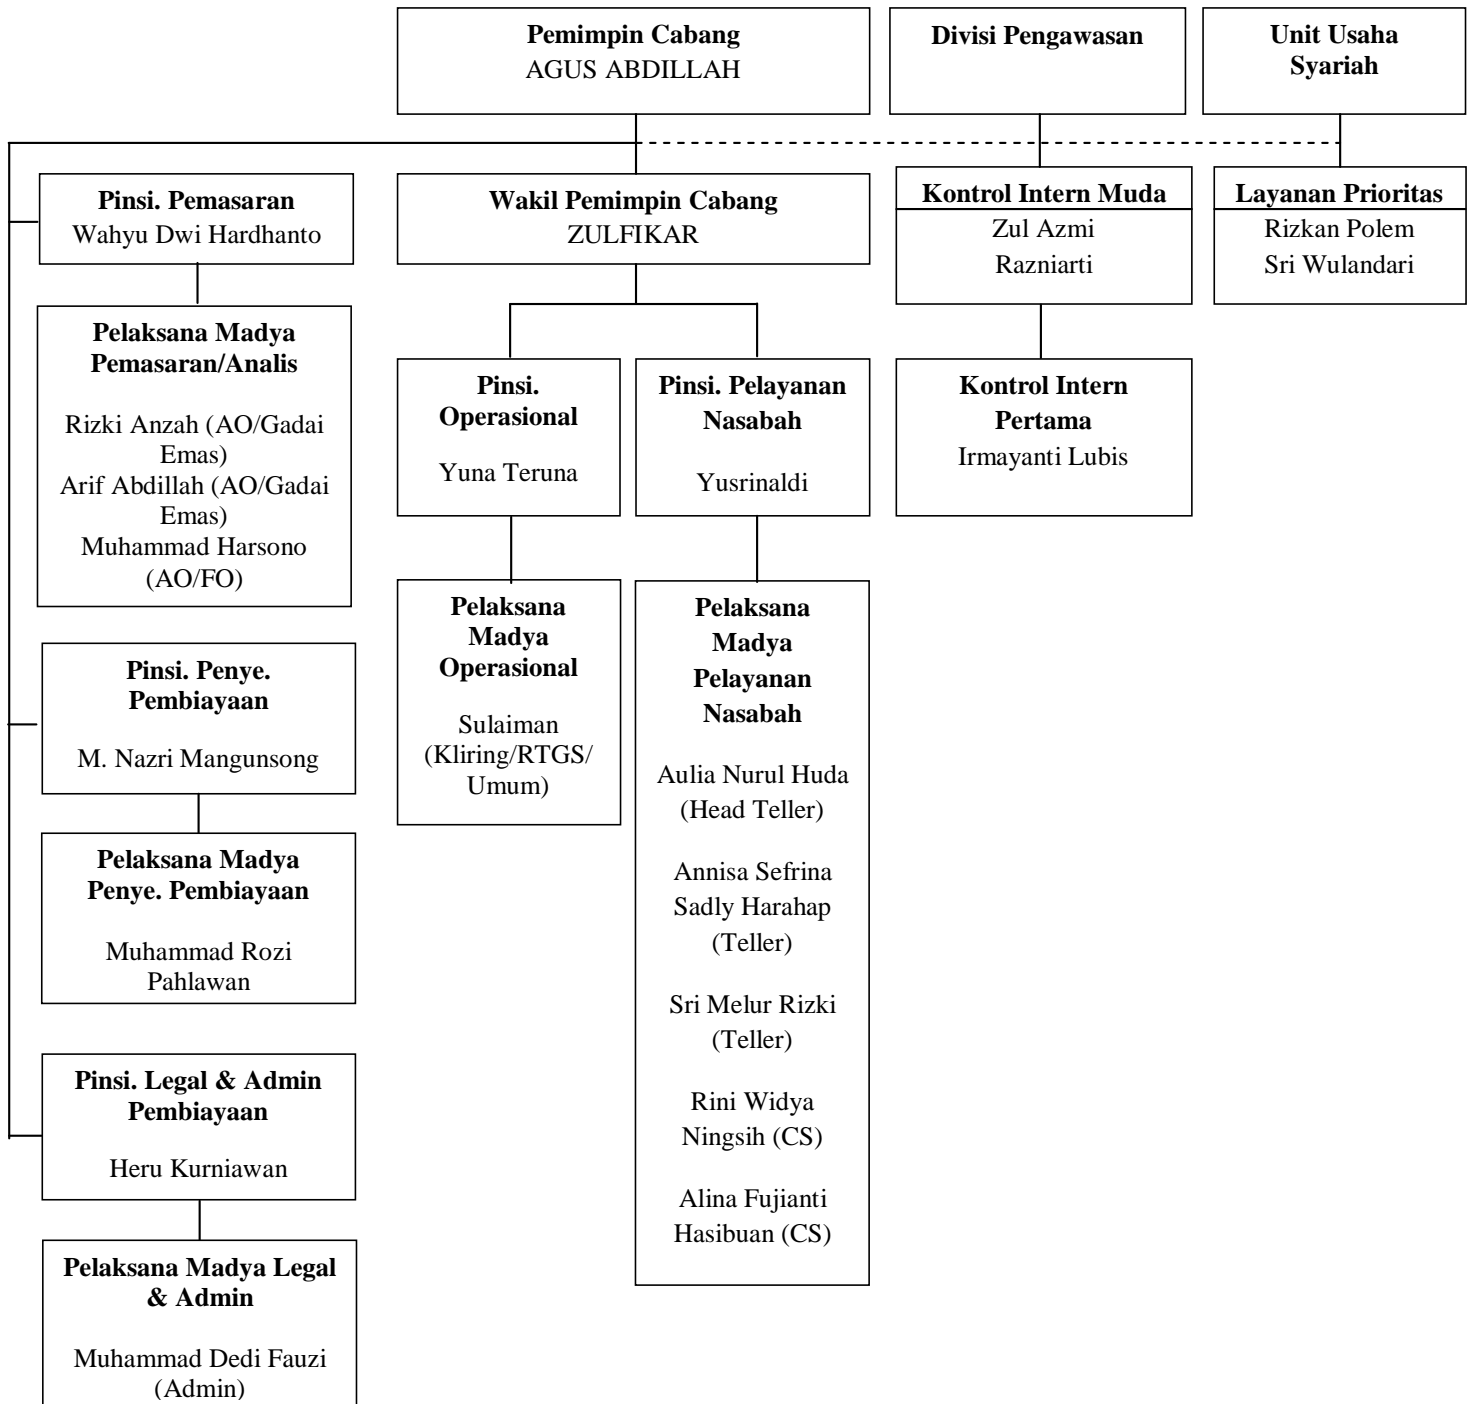 Pemimpin Cabang
AGUS ABDILLAH
Divisi Pengawasan
Unit Usaha
Syariah
Pinsi. Pemasaran
Wahyu Dwi Hardhanto
Wakil Pemimpin Cabang
ZULFIKAR
Kontrol Intern Muda
Zul Azmi
Razniarti
Layanan Prioritas
Rizkan Polem
Sri Wulandari
Pelaksana Madya
Pemasaran/Analis
Rizki Anzah (AO/Gadai
Emas)
Arif Abdillah (AO/Gadai
Emas)
Muhammad Harsono
(AO/FO)
Pinsi.
Operasional
Yuna Teruna
Pinsi. Pelayanan
Nasabah
Yusrinaldi
Kontrol Intern
Pertama
Irmayanti Lubis
Pelaksana
Madya
Operasional
Sulaiman
(Kliring/RTGS/
Umum)
Pelaksana
Madya
Pelayanan
Nasabah
Aulia Nurul Huda
(Head Teller)
Annisa Sefrina
Sadly Harahap
(Teller)
Sri Melur Rizki
(Teller)
Rini Widya
Ningsih (CS)
Alina Fujianti
Hasibuan (CS)
Pinsi. Penye.
Pembiayaan
M. Nazri Mangunsong
Pelaksana Madya
Penye. Pembiayaan
Muhammad Rozi
Pahlawan
Pinsi. Legal & Admin
Pembiayaan
Heru Kurniawan
Pelaksana Madya Legal
& Admin
Muhammad Dedi Fauzi
(Admin)